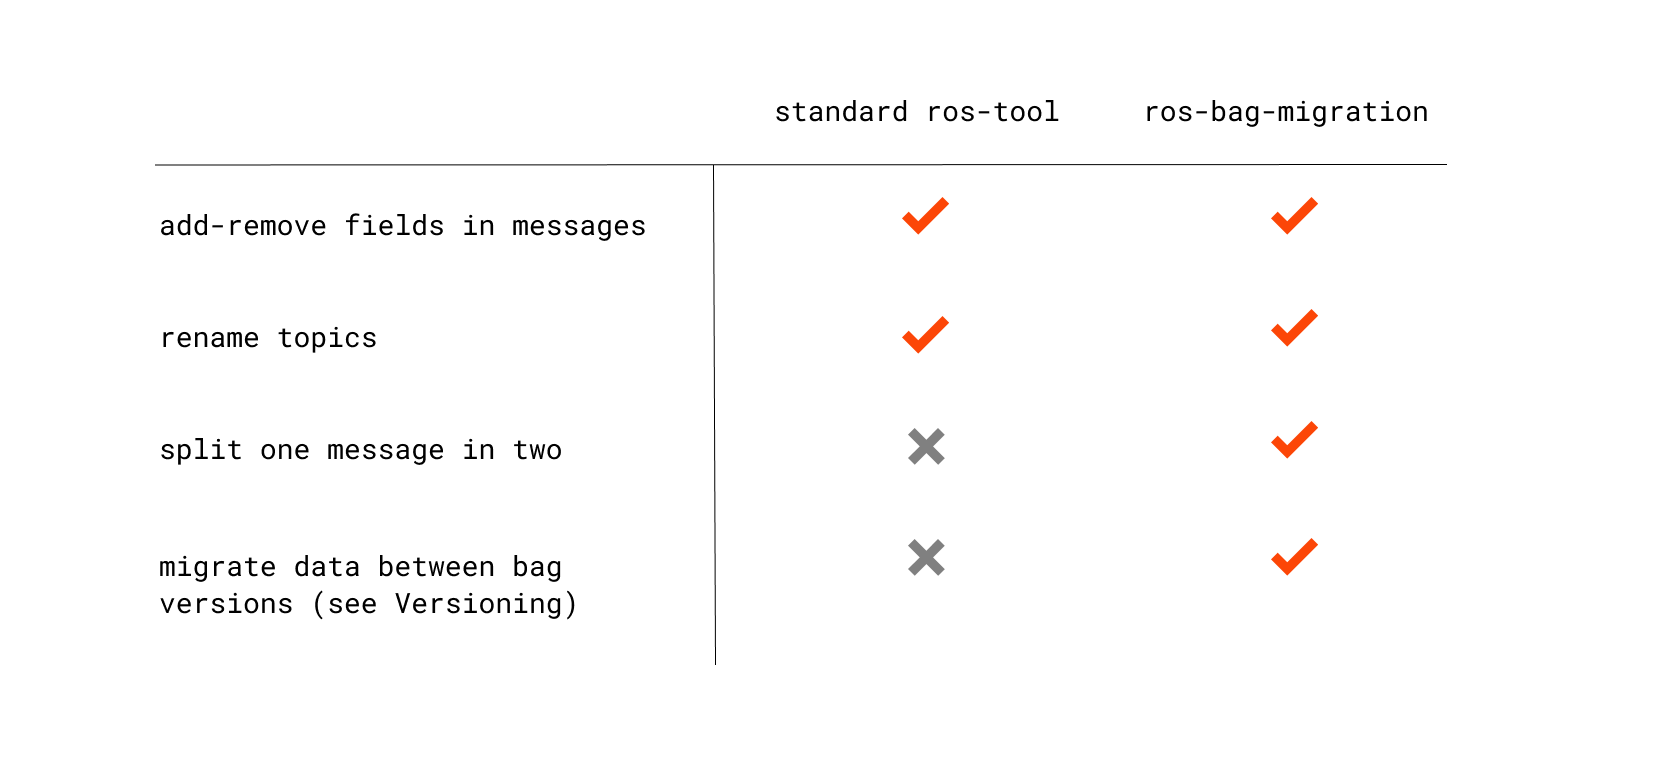 standard ros-tool
ros-bag-migration
add-remove fields in messages
rename topics
split one message in two
migrate data between bag
versions (see Versioning)